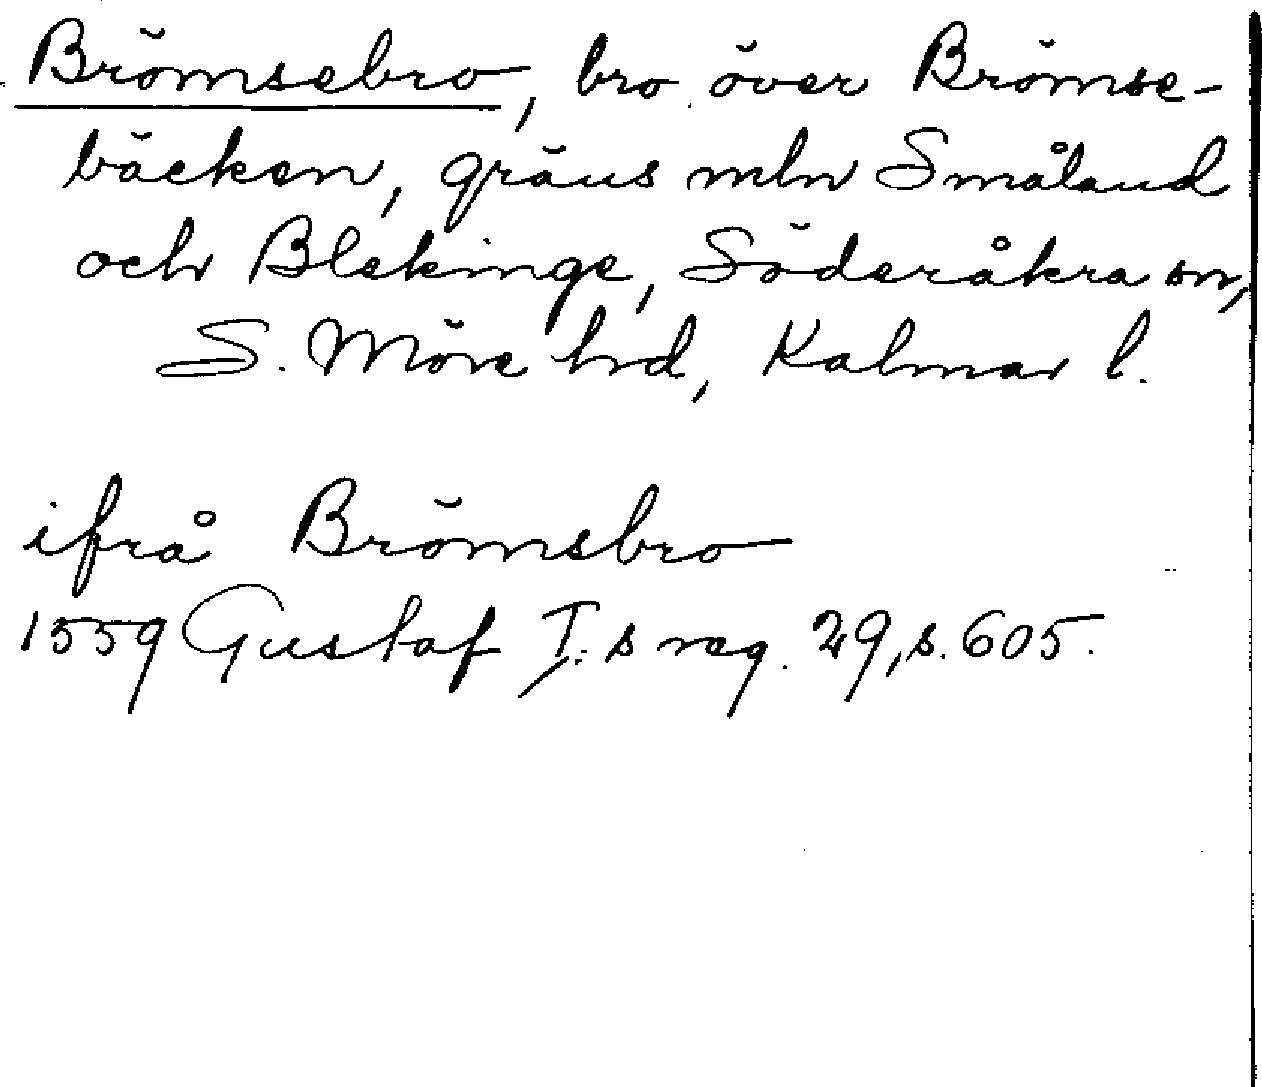 Brömsebro, bro över Brömse-
bäcken, gräns mln Småland
och Blekinge, Söderåkra sn,
S. Möre hd, Kalmar l.
ifrå Brömsbro
1559 Gustaf I:s reg. 29, s. 605.